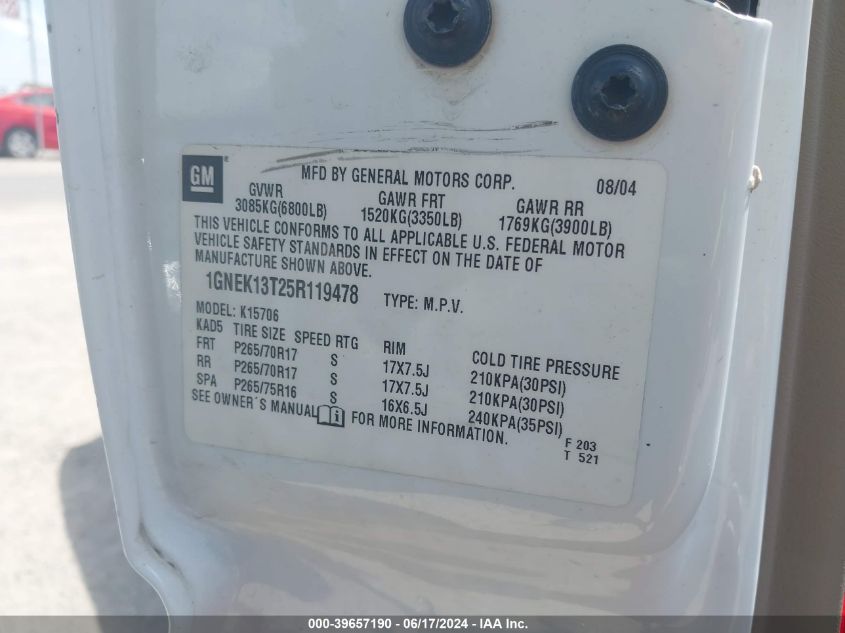 GM
MFD BY GENERAL MOTORS CORP. 08/04
GVWR GAWR FRT GAWR RR
3085KG(6800LB) 1520KG(3350LB) 1769KG(3900LB)
THIS VEHICLE CONFORMS TO ALL APPLICABLE U.S. FEDERAL MOTOR
VEHICLE SAFETY STANDARDS IN EFFECT ON THE DATE OF
MANUFACTURE SHOWN ABOVE.
1GNEK13T25R119478 TYPE: M.P.V.
MODEL: K15706
KAD5 TIRE SIZE SPEED RTG RIM COLD TIRE PRESSURE
FRT P265/70R17 S 17X7.5J 210KPA(30PSI)
RR P265/70R17 S 17X7.5J 210KPA(30PSI)
SPA P265/75R16 S 16X6.5J 240KPA(35PSI)
SEE OWNER'S MANUAL FOR MORE INFORMATION.
F 203
T 521
000-39657190 - 06/17/2024 - IAA Inc.